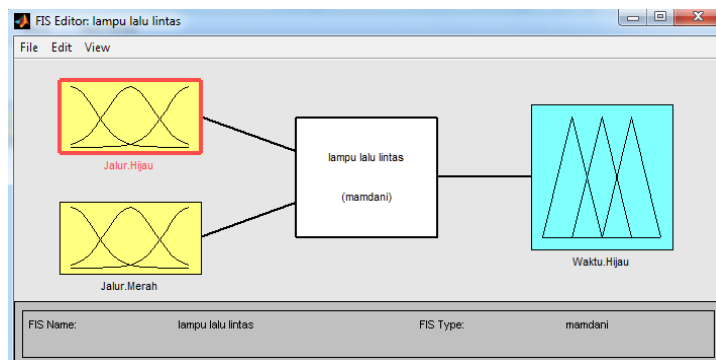 FIS Editor: lampu lalu lintas
File Edit View
Jalur.Hijau
lampu lalu lintas
(mamdani)
Jalur.Merah
Waktu.Hijau
FIS Name: lampu lalu lintas FIS Type: mamdani